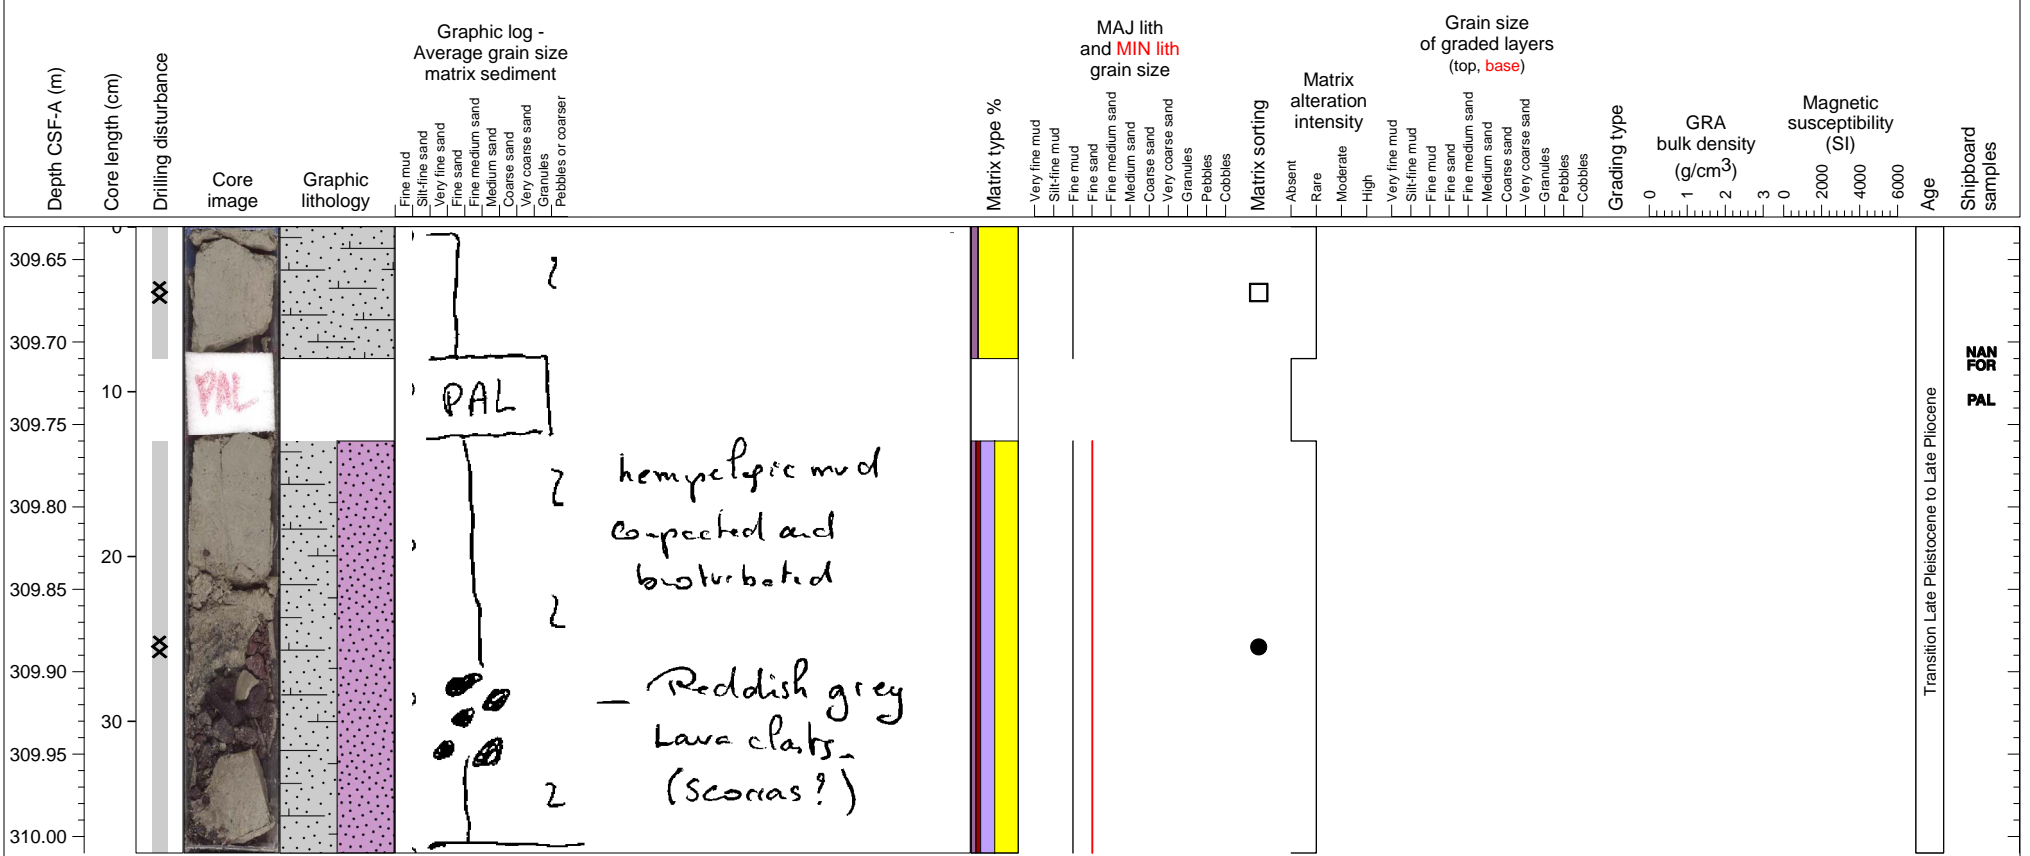 Depth CSF-A (m)
Core length (cm)
Drilling disturbance
Core
image
Graphic
lithology
Graphic log -
Average grain size
matrix sediment
Fine mud
Silt-fine sand
Very fine sand
Fine sand
Fine medium sand
Medium sand
Coarse sand
Very coarse sand
Granules
Pebbles or coarser
Matrix type %
MAJ lith
and MIN lith
grain size
Very fine mud
Silt-fine mud
Fine mud
Fine sand
Fine medium sand
Medium sand
Coarse sand
Very coarse sand
Granules
Pebbles
Cobbles
Matrix sorting
Matrix
alteration
intensity
Absent
Rare
Moderate
High
Grain size
of graded layers
(top, base)
Very fine mud
Silt-fine mud
Fine mud
Fine sand
Fine medium sand
Medium sand
Coarse sand
Very coarse sand
Granules
Pebbles
Cobbles
Grading type
GRA
bulk density
(g/cm3)
0 1 2 3
Magnetic
susceptibility
(SI)
0 2000 4000 6000
Age
Shipboard
samples
0
309.65
309.70
10
309.75
309.80
20
309.85
309.90
30
309.95
310.00
PAL
PAL
hempelagic mud
compacted and
bioturbated
— Reddish grey
Lava clasts
(Scorias?)
Transition Late Pleistocene to Late Pliocene
NAN
FOR
PAL